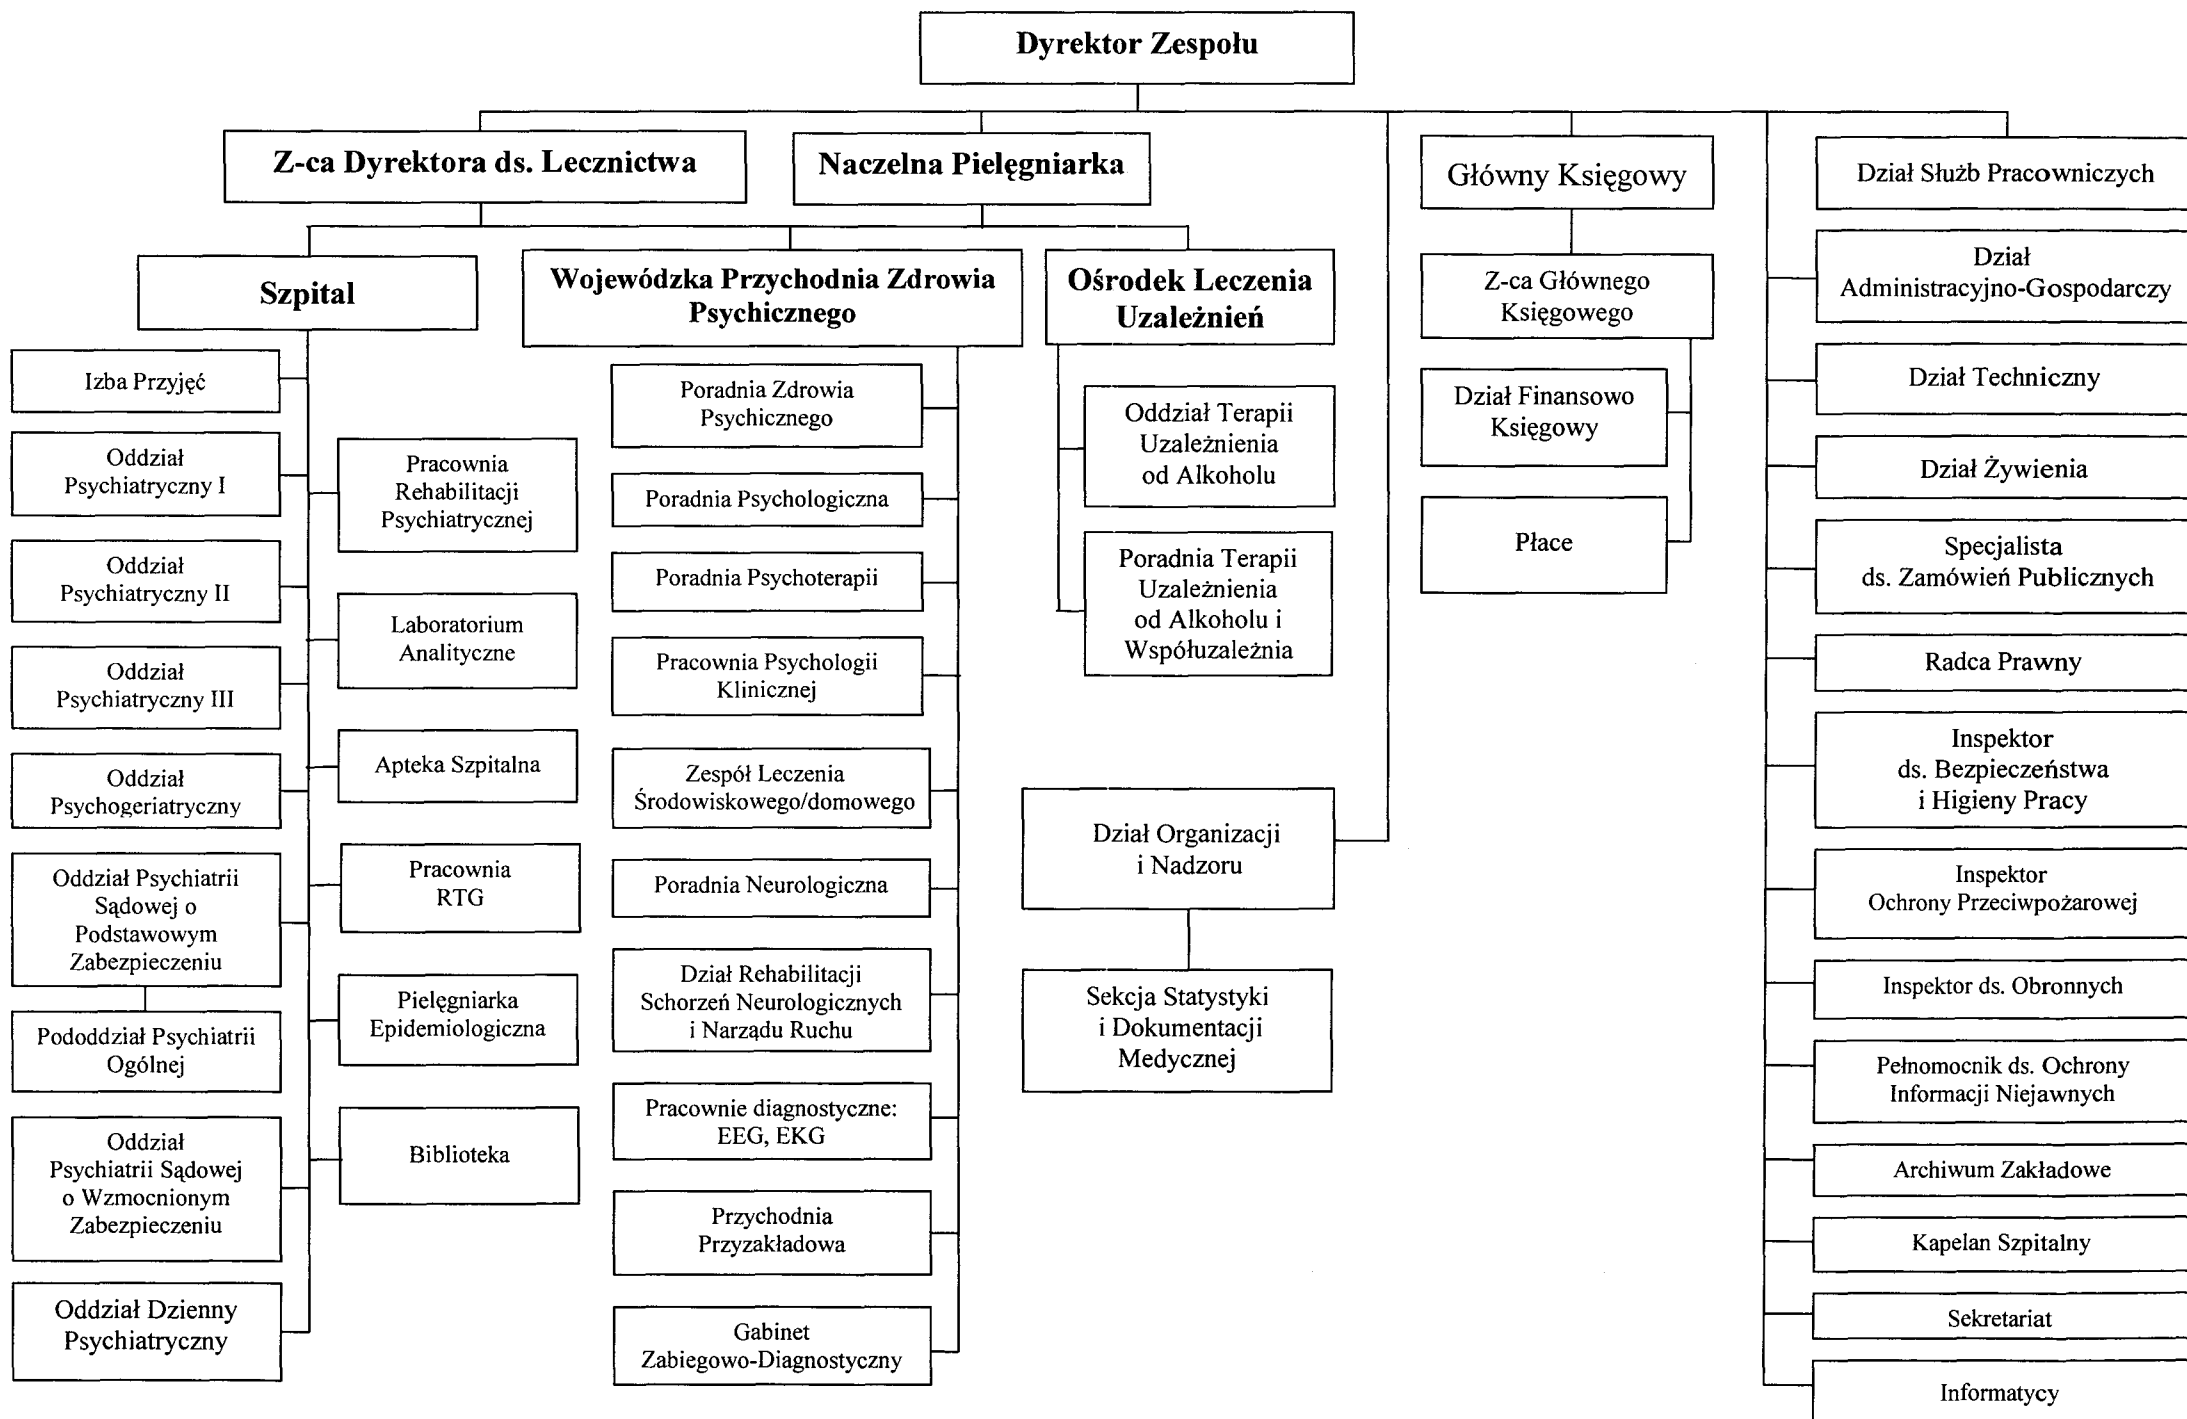 Dyrektor Zespołu
Z-ca Dyrektora ds. Lecznictwa
Naczelna Pielęgniarka
Główny Księgowy
Dział Służb Pracowniczych
Szpital
Wojewódzka Przychodnia Zdrowia
Psychicznego
Ośrodek Leczenia
Uzależnień
Z-ca Głównego
Księgowego
Dział
Administracyjno-Gospodarczy
Izba Przyjęć
Oddział
Psychiatryczny I
Oddział
Psychiatryczny II
Oddział
Psychiatryczny III
Oddział
Psychogeriatryczny
Oddział Psychiatrii
Sądowej o
Podstawowym
Zabezpieczeniu
Pododdział Psychiatrii
Ogólnej
Oddział
Psychiatrii Sądowej
o Wzmocnionym
Zabezpieczeniu
Oddział Dzienny
Psychiatryczny
Pracownia
Rehabilitacji
Psychiatrycznej
Laboratorium
Analityczne
Apteka Szpitalna
Pracownia
RTG
Pielęgniarka
Epidemiologiczna
Biblioteka
Poradnia Zdrowia
Psychicznego
Poradnia Psychologiczna
Poradnia Psychoterapii
Pracownia Psychologii
Klinicznej
Zespół Leczenia
Środowiskowego/domowego
Poradnia Neurologiczna
Dział Rehabilitacji
Schorzeń Neurologicznych
i Narządu Ruchu
Pracownie diagnostyczne:
EEG, EKG
Przychodnia
Przyzakładowa
Gabinet
Zabiegowo-Diagnostyczny
Oddział Terapii
Uzależnienia
od Alkoholu
Poradnia Terapii
Uzależnienia
od Alkoholu i
Współuzależnia
Dział Organizacji
i Nadzoru
Sekcja Statystyki
i Dokumentacji
Medycznej
Dział Finansowo
Księgowy
Płace
Dział Techniczny
Dział Żywienia
Specjalista
ds. Zamówień Publicznych
Radca Prawny
Inspektor
ds. Bezpieczeństwa
i Higieny Pracy
Inspektor
Ochrony Przeciwpożarowej
Inspektor ds. Obronnych
Pełnomocnik ds. Ochrony
Informacji Niejawnych
Archiwum Zakładowe
Kapelan Szpitalny
Sekretariat
Informatycy